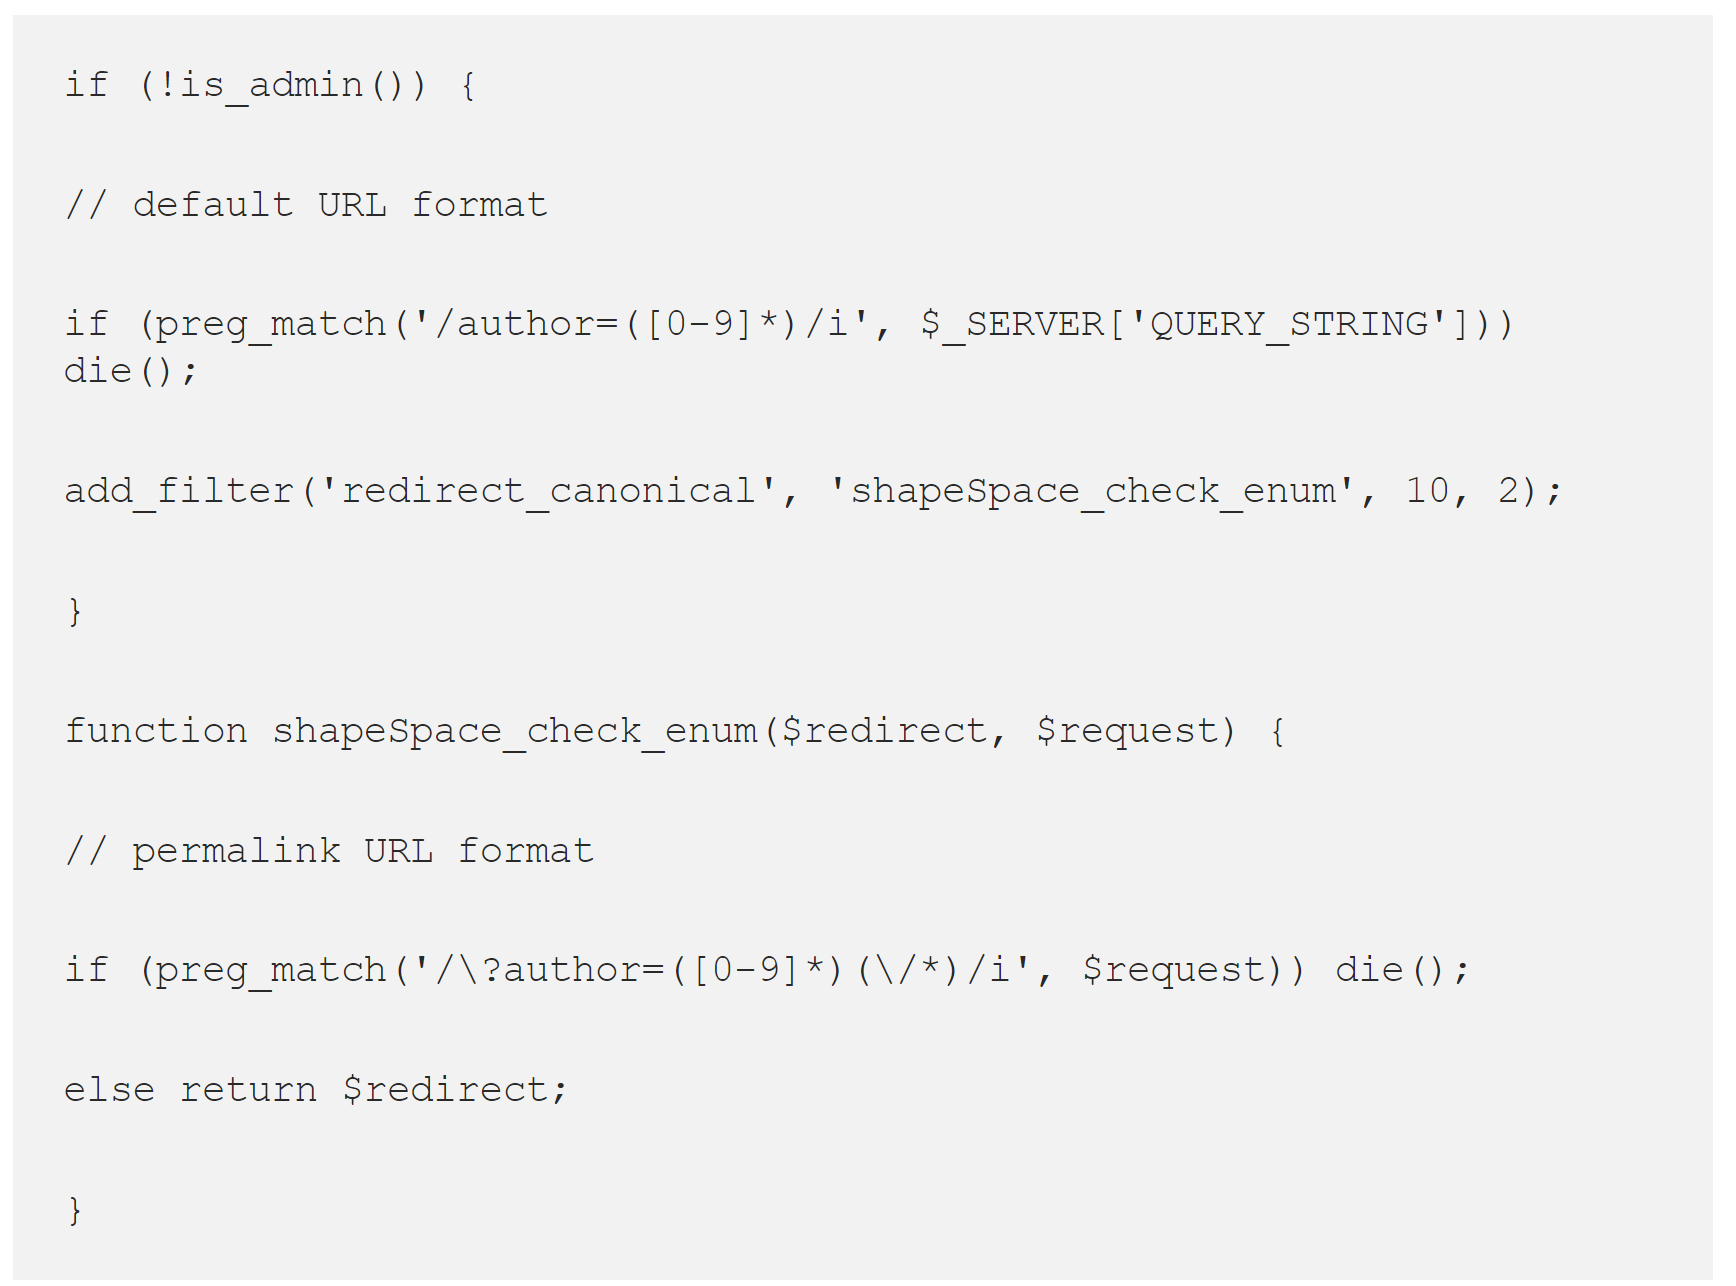 if (!is_admin()) {
// default URL format
if (preg_match('/author=([0-9]*)/i', $_SERVER['QUERY_STRING']))
die();
add_filter('redirect_canonical', 'shapeSpace_check_enum', 10, 2);
}
function shapeSpace_check_enum($redirect, $request) {
// permalink URL format
if (preg_match('/\?author=([0-9]*)(\/*)/i', $request)) die();
else return $redirect;
}